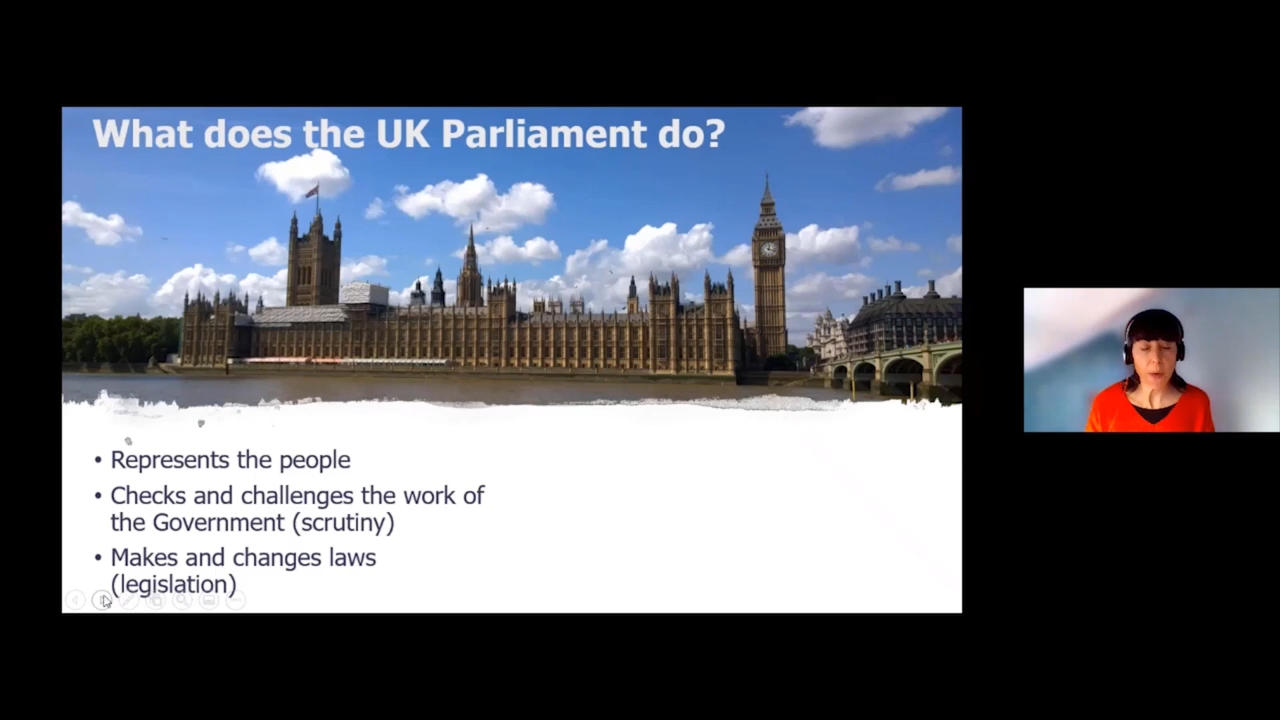 What does the UK Parliament do?
• Represents the people
• Checks and challenges the work of
the Government (scrutiny)
• Makes and changes laws
(legislation)